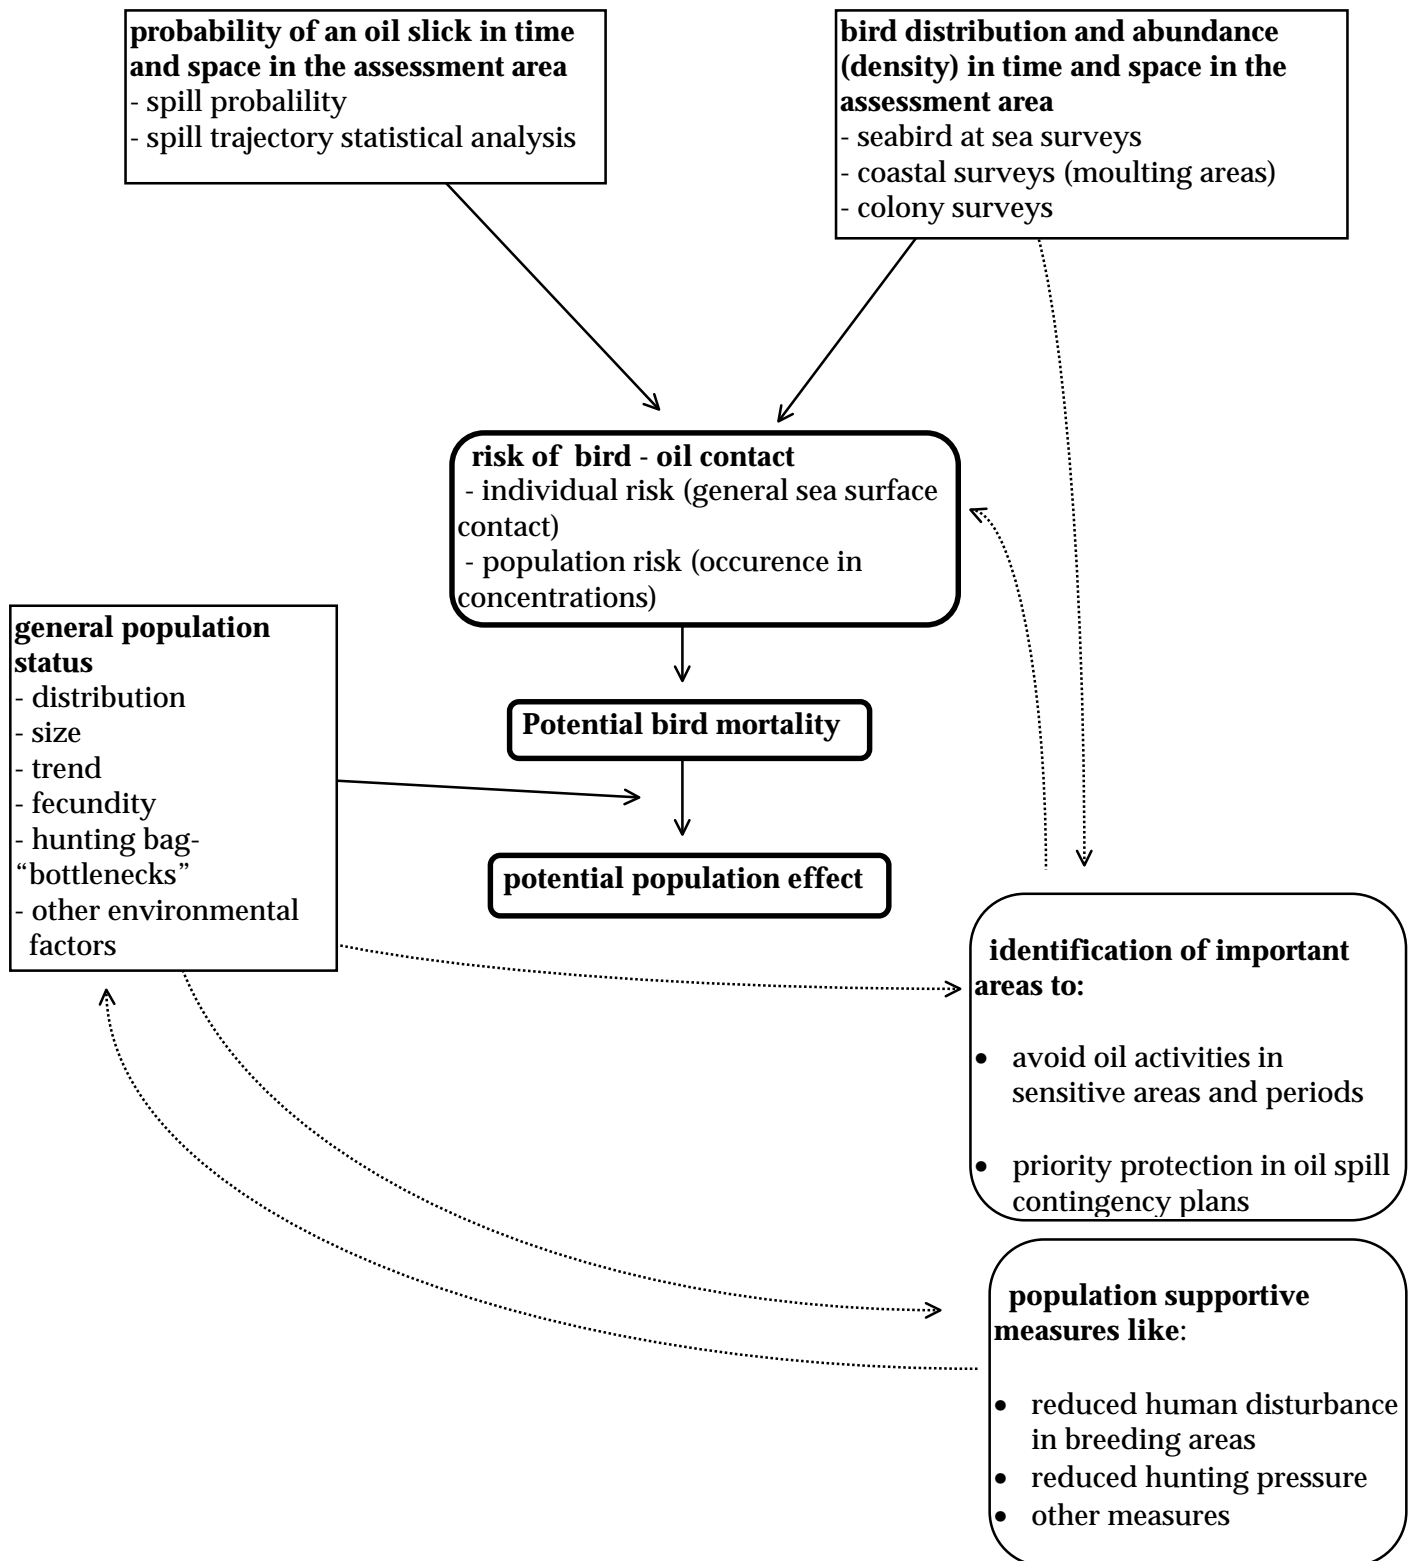 probability of an oil slick in time
and space in the assessment area
- spill probalility
- spill trajectory statistical analysis
bird distribution and abundance
(density) in time and space in the
assessment area
- seabird at sea surveys
- coastal surveys (moulting areas)
- colony surveys
risk of bird - oil contact
- individual risk (general sea surface
contact)
- population risk (occurence in
concentrations)
general population
status
- distribution
- size
- trend
- fecundity
- hunting bag-
“bottlenecks”
- other environmental
factors
Potential bird mortality
potential population effect
identification of important
areas to:
• avoid oil activities in
sensitive areas and periods
• priority protection in oil spill
contingency plans
population supportive
measures like:
• reduced human disturbance
in breeding areas
• reduced hunting pressure
• other measures